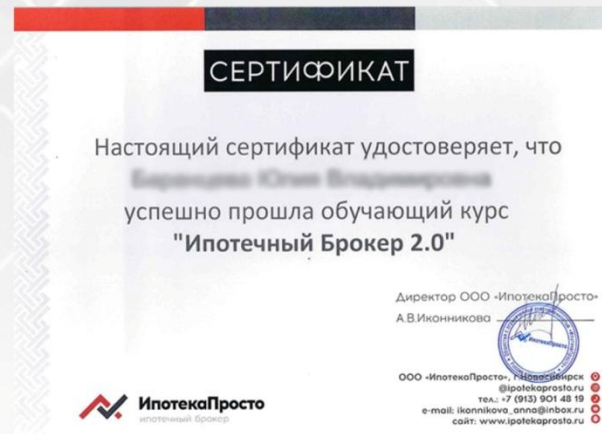 СЕРТИФИКАТ
Настоящий сертификат удостоверяет, что
успешно прошла обучающий курс
"Ипотечный Брокер 2.0"
Директор ООО «ИпотекаПросто»
А.В.Иконникова
ИпотекаПросто
ООО «ИпотекоПросто», г.Новосибирск
@ipotekaprosto.ru
тел.: +7 (913) 901 48 19
e-mail: ikonnikova_anna@inbox.ru
сайт: www.ipotekaprosto.ru
ИпотекаПросто
ипотечный брокер